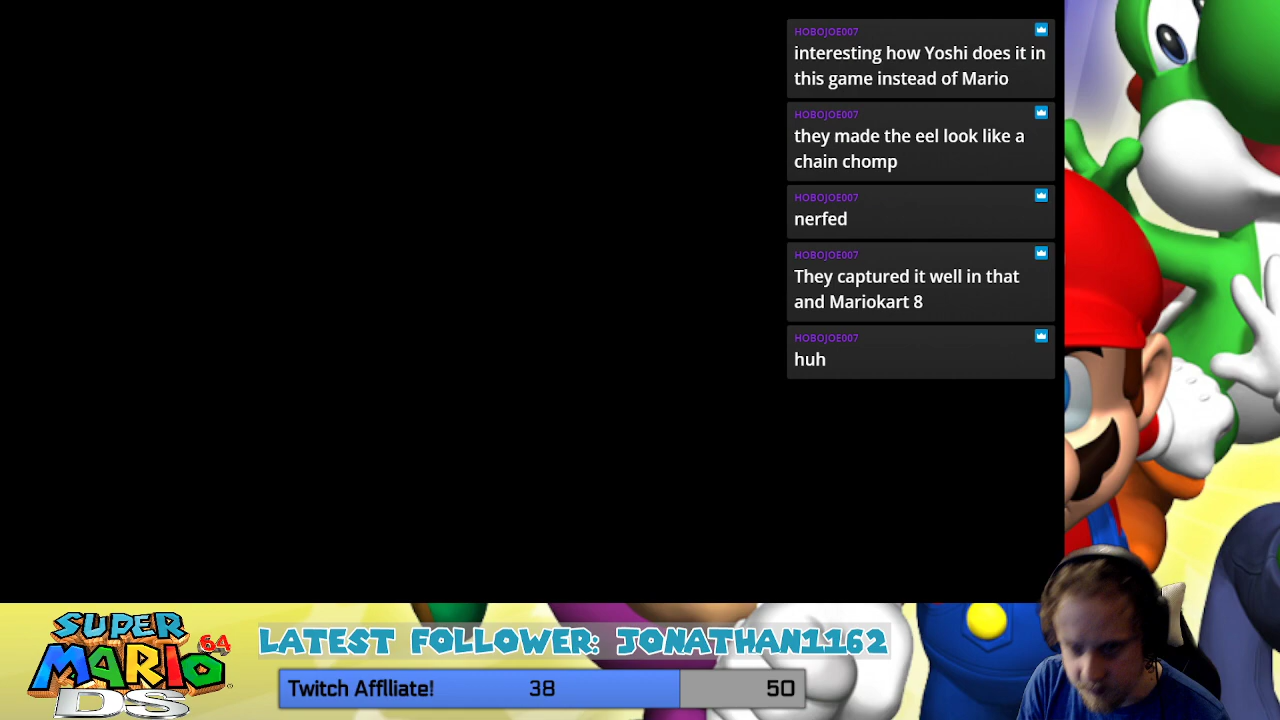 HOBOJOE007
interesting how Yoshi does it in
this game instead of Mario
HOBOJOE007
they made the eel look like a
chain chomp
HOBOJOE007
nerfed
HOBOJOE007
They captured it well in that
and Mariokart 8
HOBOJOE007
huh
SUPER
MARIO 64
DS
LATEST FOLLOWER: JONATHAN1162
Twitch Affiliate! 38 50